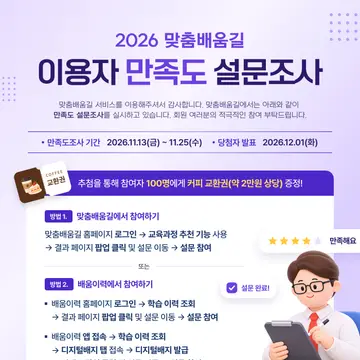 2026 맞춤배움길
이용자 만족도 설문조사
맞춤배움길 서비스를 이용해주셔서 감사합니다. 맞춤배움길에서는 아래와 같이
만족도 설문조사를 실시하고 있습니다. 회원 여러분의 적극적인 참여 부탁드립니다.
• 만족도조사 기간 2026.11.13(금) ~ 11.25(수) • 당첨자 발표 2026.12.01(화)
COFFEE
교환권
추첨을 통해 참여자 100명에게 커피 교환권(약 2만원 상당) 증정!
방법 1. 맞춤배움길에서 참여하기
맞춤배움길 홈페이지 로그인 → 교육과정 추천 기능 사용
→ 결과 페이지 팝업 클릭 및 설문 이동 → 설문 참여
만족해요
또는
방법 2. 배움이력에서 참여하기
설문 완료!
• 배움이력 홈페이지 로그인 → 학습 이력 조회
→ 결과 페이지 팝업 클릭 및 설문 이동 → 설문 참여
• 배움이력 앱 접속 → 학습 이력 조회
→ 디지털배지 탭 접속 → 디지털배지 발급